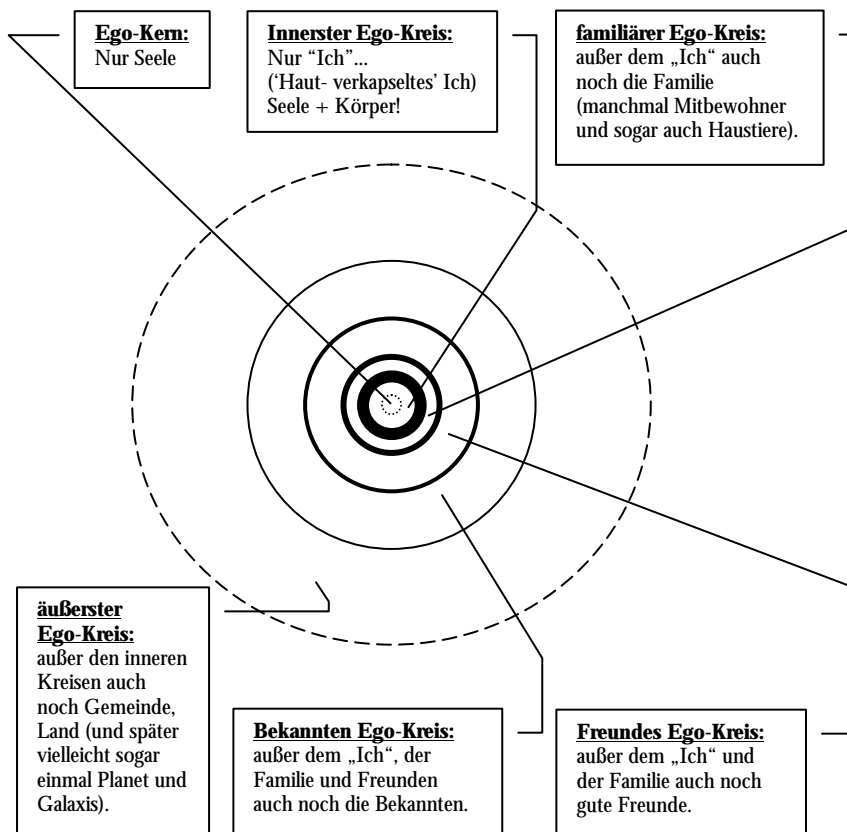 Ego-Kern:
Nur Seele
Innerster Ego-Kreis:
Nur “Ich”...
(‘Haut- verkapseltes’ Ich)
Seele + Körper!
familiärer Ego-Kreis:
außer dem „Ich“ auch
noch die Familie
(manchmal Mitbewohner
und sogar auch Haustiere).
äußerster
Ego-Kreis:
außer den inneren
Kreisen auch
noch Gemeinde,
Land (und später
vielleicht sogar
einmal Planet und
Galaxis).
Bekannten Ego-Kreis:
außer dem „Ich“, der
Familie und Freunden
auch noch die Bekannten.
Freundes Ego-Kreis:
außer dem „Ich“ und
der Familie auch noch
gute Freunde.